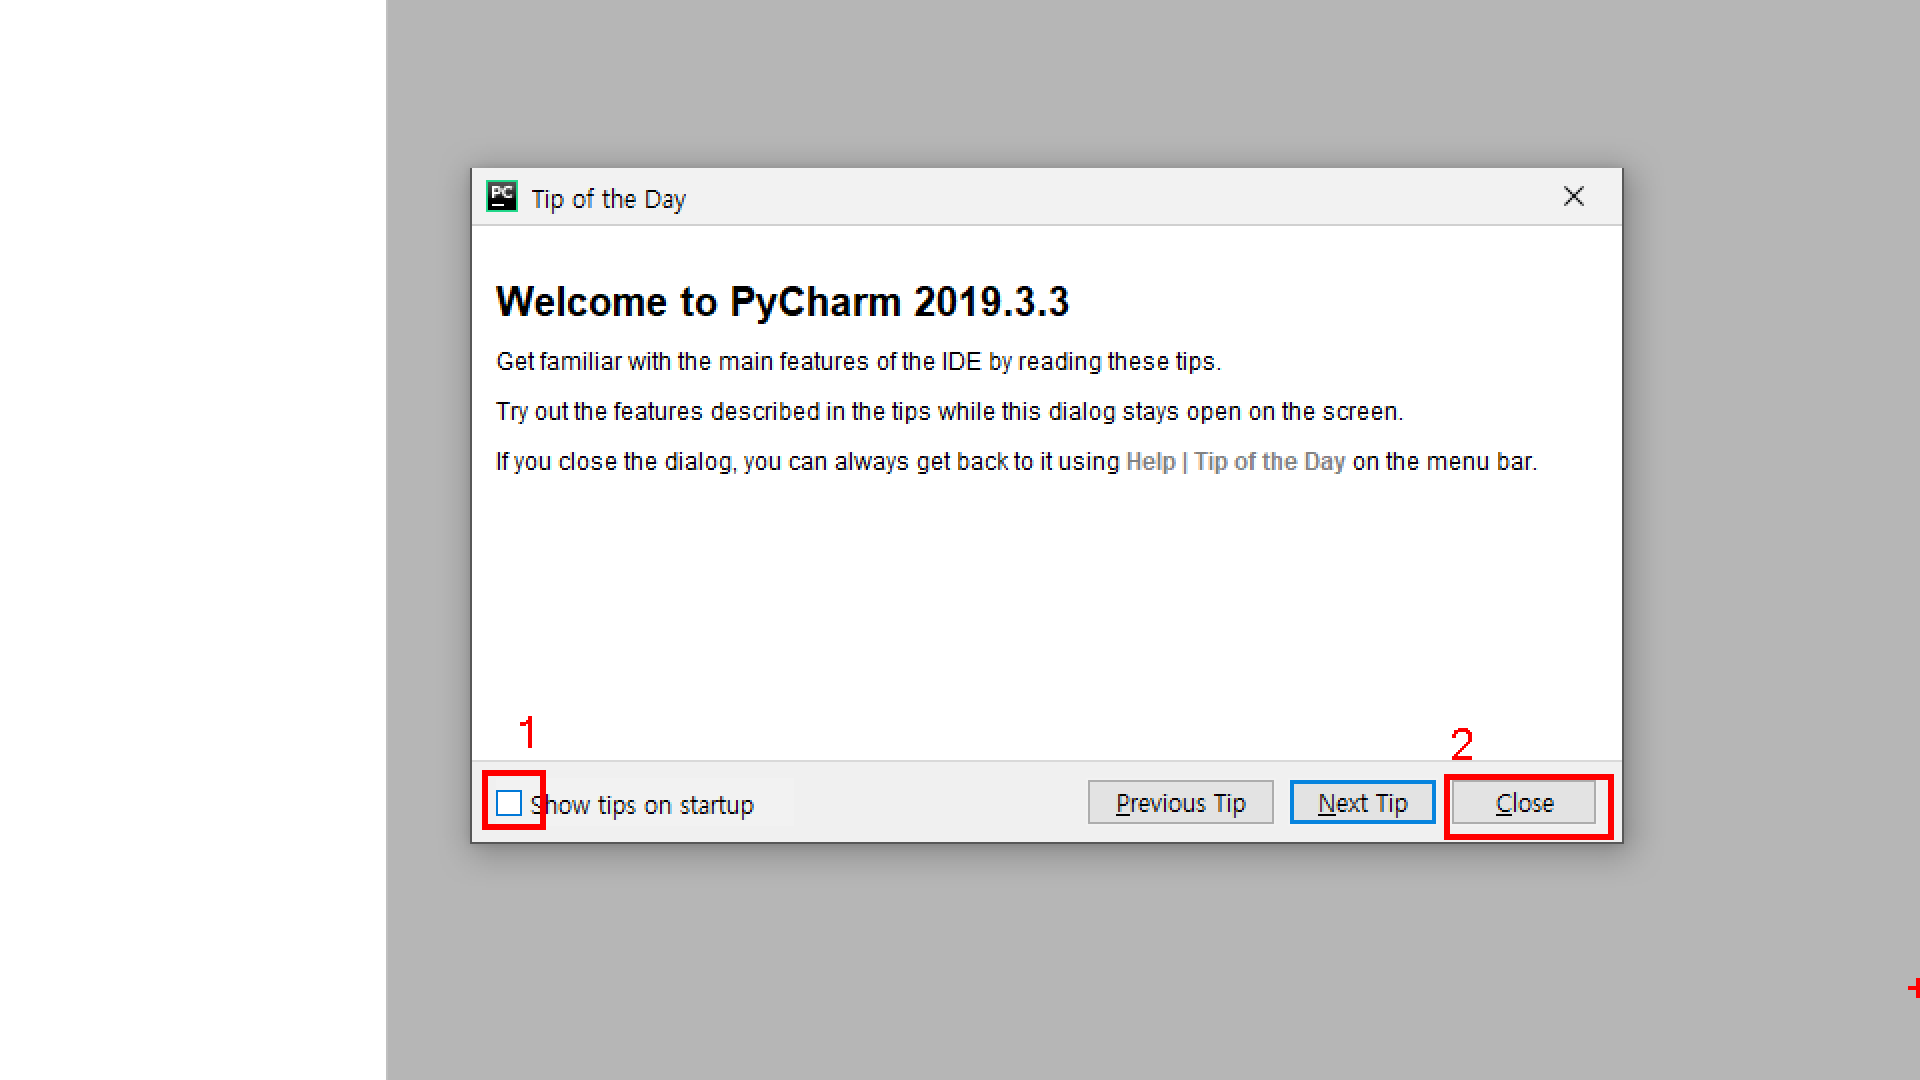 PC
Tip of the Day
Welcome to PyCharm 2019.3.3
Get familiar with the main features of the IDE by reading these tips.
Try out the features described in the tips while this dialog stays open on the screen.
If you close the dialog, you can always get back to it using Help | Tip of the Day on the menu bar.
1
2
Show tips on startup
Previous Tip
Next Tip
Close